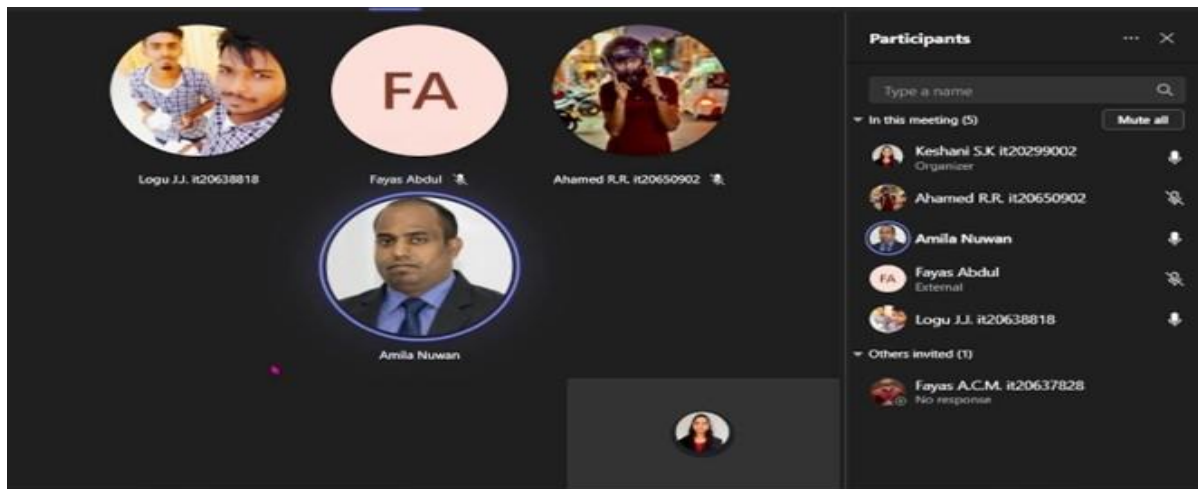 FA
Logu J.J. it20638818
Fayas Abdul
Ahamed R.R. it20650902
Amila Nuwan
Participants
Type a name
In this meeting (5)
Mute all
Keshani S.K it20299002
Organizer
Ahamed R.R. it20650902
Amila Nuwan
FA
Fayas Abdul
External
Logu J.J. it20638818
Others invited (1)
Fayas A.C.M. it20637828
No response